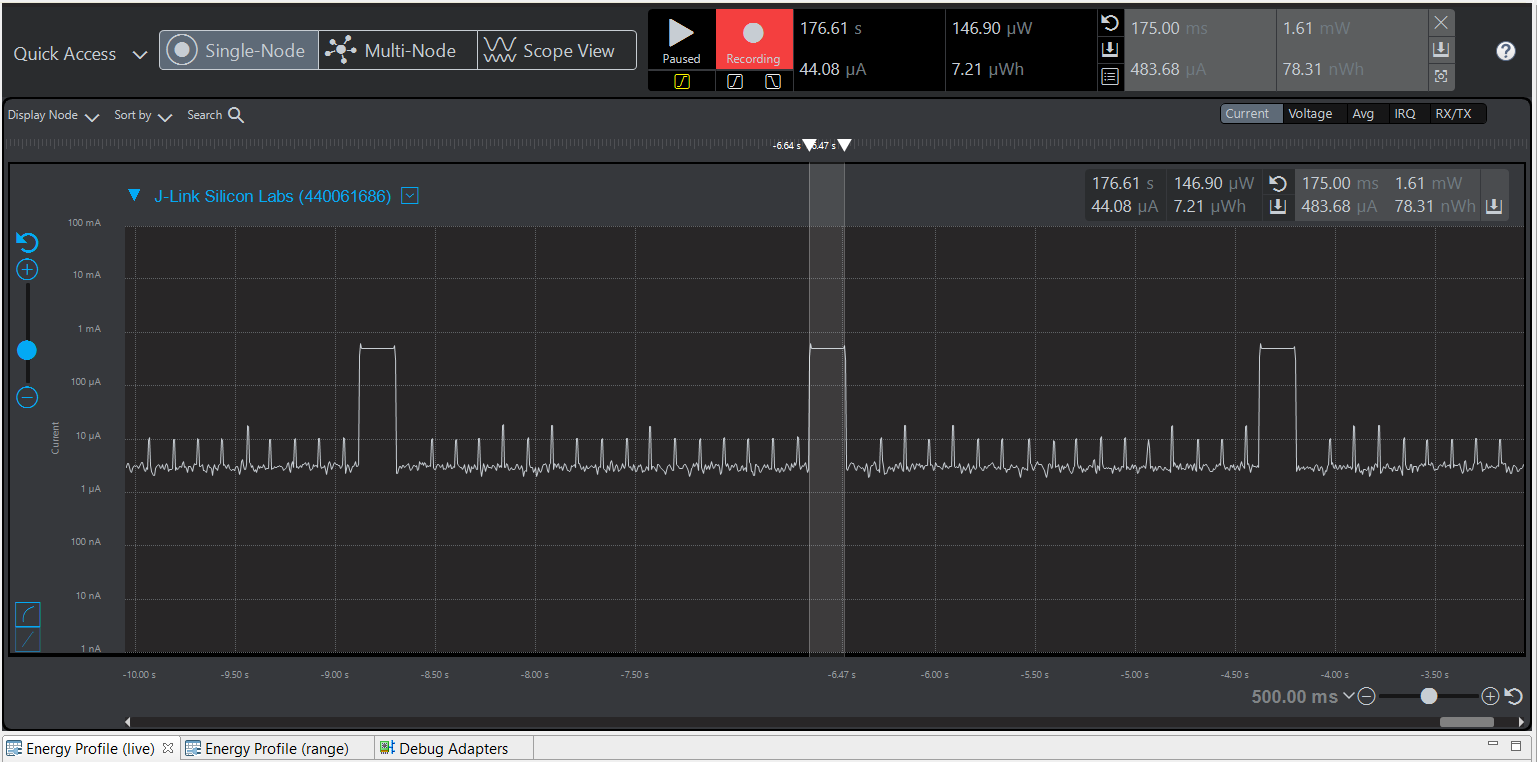 Quick Access
Single-Node
Multi-Node
Scope View
Paused
Recording
176.61 s
146.90 µW
44.08 µA
7.21 µWh
175.00 ms
1.61 mW
483.68 µA
78.31 nWh
Display Node
Sort by
Search
Current
Voltage
Avg
IRQ
RX/TX
-6.64 s
.47 s
J-Link Silicon Labs (440061686)
176.61 s
146.90 µW
44.08 µA
7.21 µWh
175.00 ms
1.61 mW
483.68 µA
78.31 nWh
100 mA
10 mA
1 mA
100 µA
10 µA
1 µA
100 nA
10 nA
1 nA
Current
-10.00 s
-9.50 s
-9.00 s
-8.50 s
-8.00 s
-7.50 s
-6.47 s
-6.00 s
-5.50 s
-5.00 s
-4.50 s
-4.00 s
-3.50 s
500.00 ms
Energy Profile (live)
Energy Profile (range)
Debug Adapters